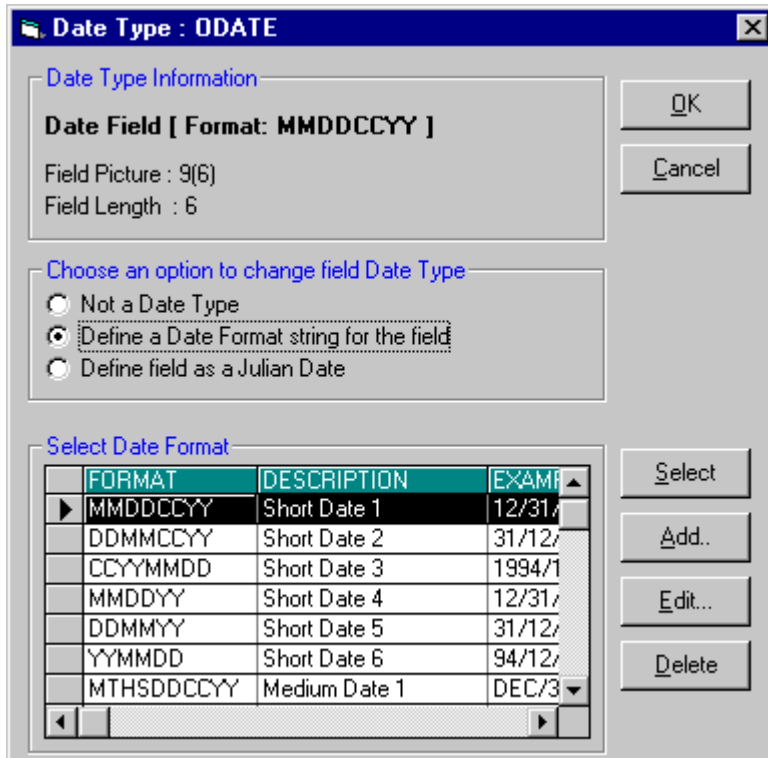 Date Type : ODATE
Date Type Information
Date Field [ Format: MMDDCCYY ]
Field Picture : 9(6)
Field Length : 6
OK
Cancel
Choose an option to change field Date Type
Not a Date Type
Define a Date Format string for the field
Define field as a Julian Date
Select Date Format
FORMAT DESCRIPTION EXAM
MMDDCCYY Short Date 1 12/31/
DDMMCCYY Short Date 2 31/12/
CCYYMMDD Short Date 3 1994/1
MMDDYY Short Date 4 12/31/
DDMMYY Short Date 5 31/12/
YYMMDD Short Date 6 94/12/
MTHSDDCCYY Medium Date 1 DEC/3
Select
Add..
Edit...
Delete